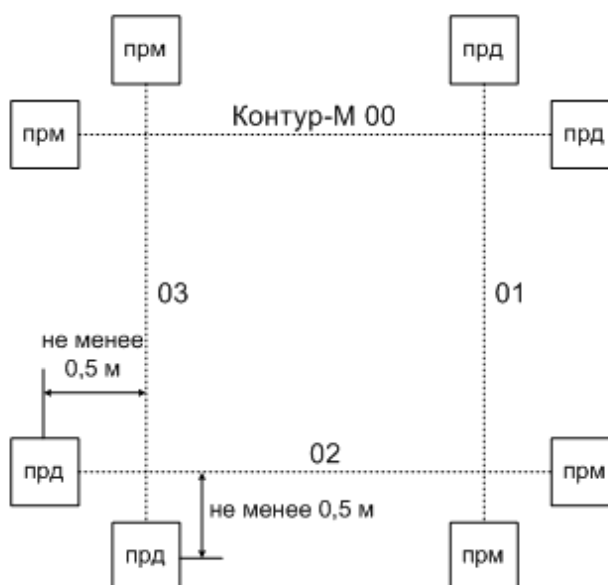 прм
прд
прм
Контур-М 00
прд
03
01
не менее
0,5 м
прд
02
прм
не менее 0,5 м
прд
прм